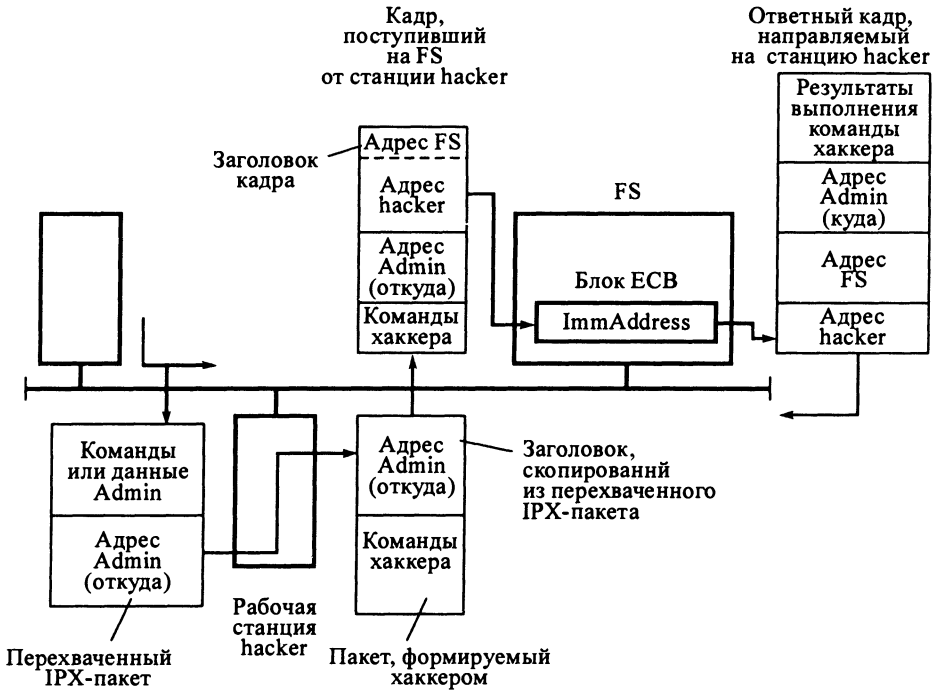 Кадр,
поступивший
на FS
от станции hacker
Ответный кадр,
направляемый
на станцию hacker
Заголовок
кадра
Адрес FS
Адрес
hacker
Адрес
Admin
(откуда)
Команды
хаккера
FS
Блок ECB
ImmAddress
Результаты
выполнения
команды
хаккера
Адрес
Admin
(куда)
Адрес
FS
Адрес
hacker
Команды
или данные
Admin
Адрес
Admin
(откуда)
Перехваченный
IPX-пакет
Рабочая
станция
hacker
Адрес
Admin
(откуда)
Команды
хаккера
Пакет, формируемый
хаккером
Заголовок,
скопированнй
из перехваченного
IPX-пакета